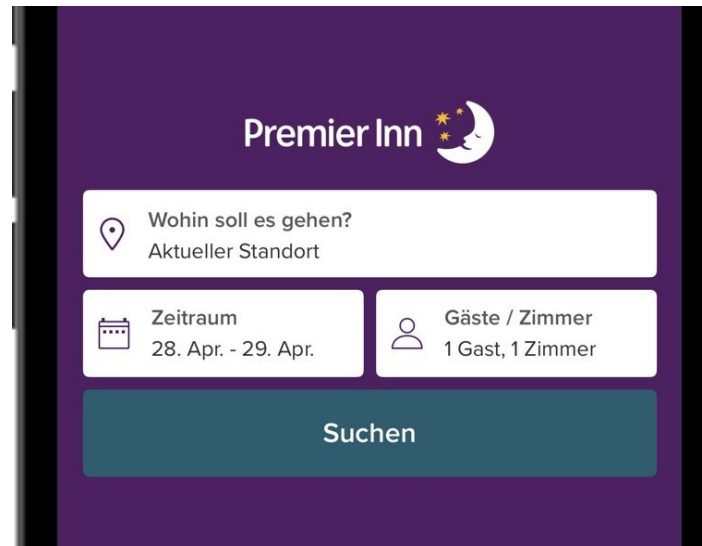 Premier Inn
Wohin soll es gehen?
Aktueller Standort
Zeitraum
28. Apr. - 29. Apr.
Gäste / Zimmer
1 Gast, 1 Zimmer
Suchen